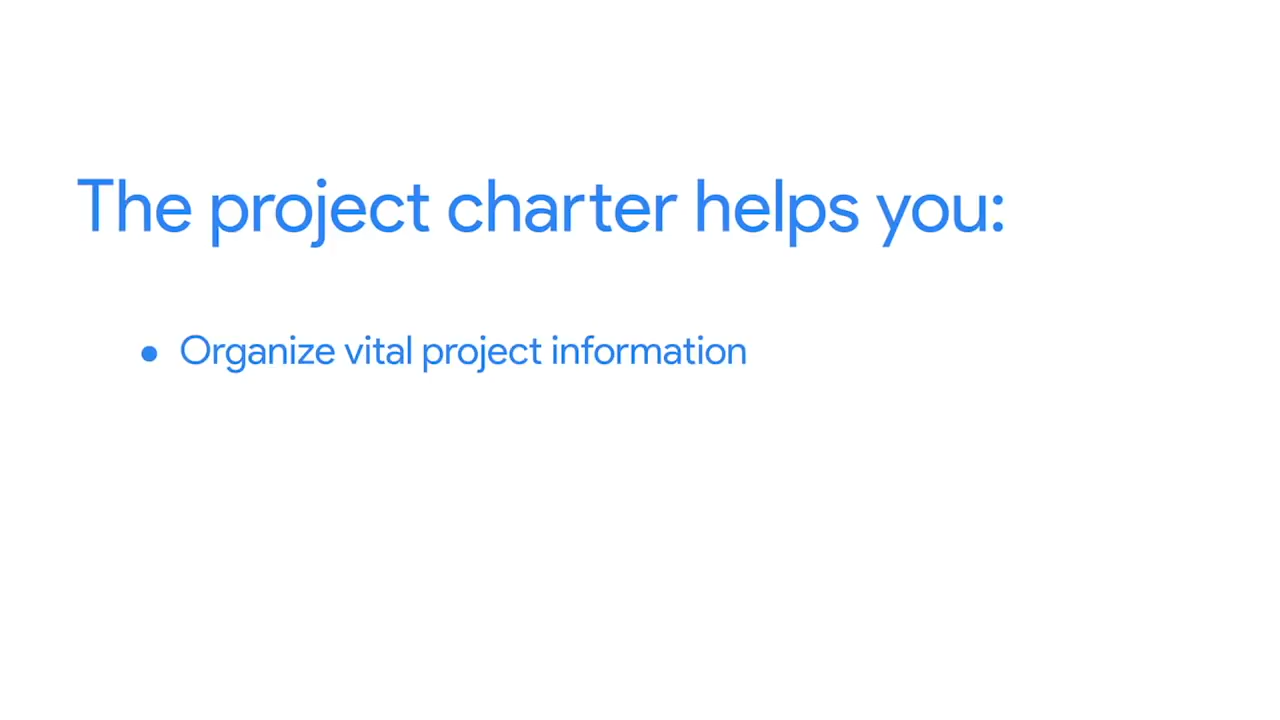 The project charter helps you:
● Organize vital project information